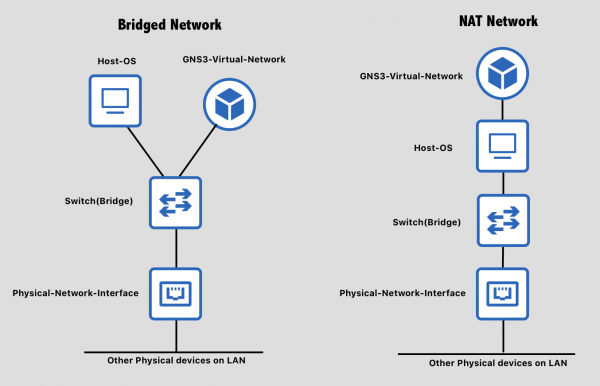 Bridged Network
Host-OS
GNS3-Virtual-Network
Switch(Bridge)
Physical-Network-Interface
Other Physical devices on LAN
NAT Network
GNS3-Virtual-Network
Host-OS
Switch(Bridge)
Physical-Network-Interface
Other Physical devices on LAN